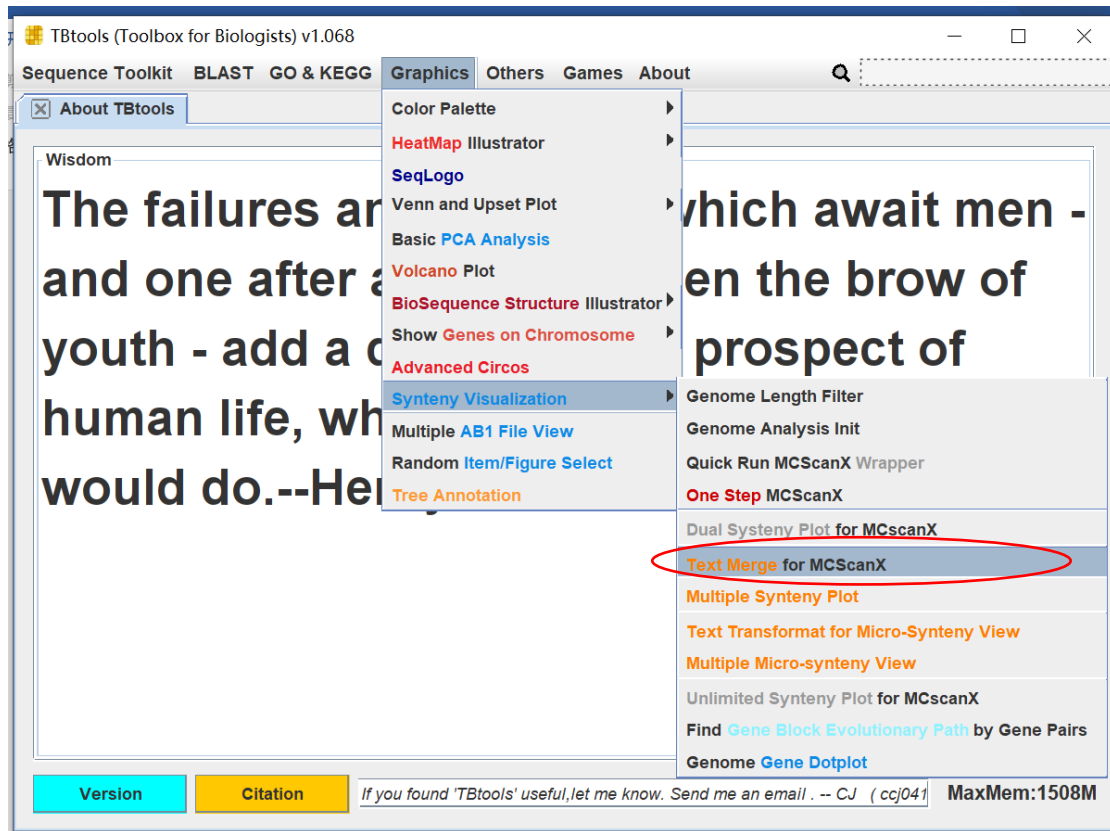 TBtools (Toolbox for Biologists) v1.068
Sequence Toolkit BLAST GO & KEGG Graphics Others Games About
About TBtools
Wisdom
The failures which await men -
and one after en the brow of
youth - add a prospect of
human life,
would do.--
Color Palette
HeatMap Illustrator
SeqLogo
Venn and Upset Plot
Basic PCA Analysis
Volcano Plot
BioSequence Structure Illustrator
Show Genes on Chromosome
Advanced Circos
Synteny Visualization
Multiple AB1 File View
Random Item/Figure Select
Tree Annotation
Genome Length Filter
Genome Analysis Init
Quick Run MCScanX Wrapper
One Step MCScanX
Dual Systeny Plot for MCscanX
Text Merge for MCScanX
Multiple Synteny Plot
Text Transformat for Micro-Synteny View
Multiple Micro-synteny View
Unlimited Synteny Plot for MCscanX
Find Gene Block Evolutionary Path by Gene Pairs
Genome Gene Dotplot
Version Citation If you found 'TBtools' useful,let me know. Send me an email . -- CJ ( ccj041 MaxMem:1508M